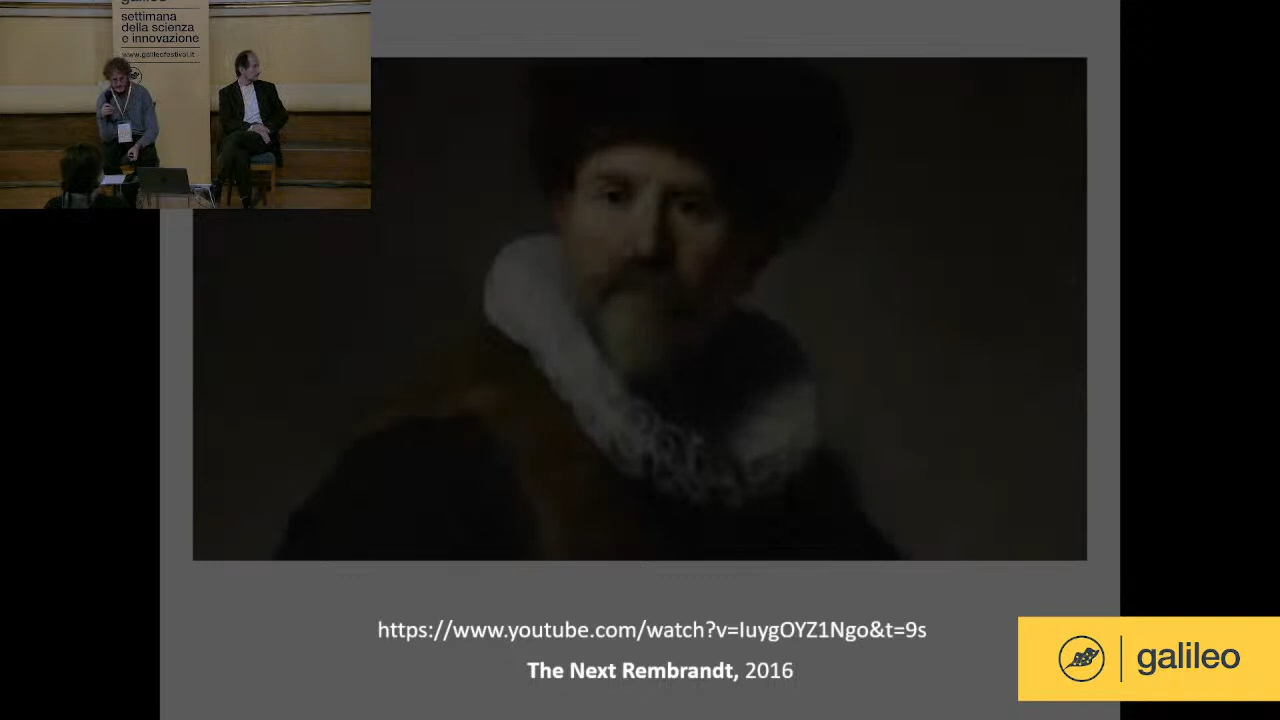 galileo
settimana
della scienza
e innovazione
www.galileofestival.it
https://www.youtube.com/watch?v=IuygOYZ1Ngo&t=9s
The Next Rembrandt, 2016
galileo